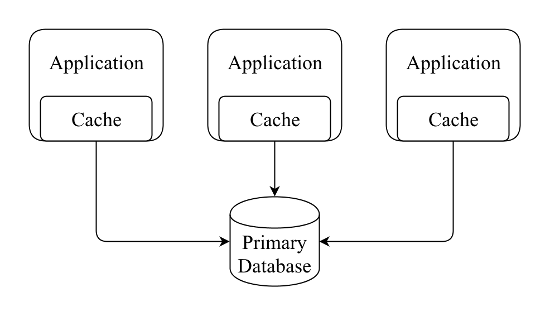 Application
Application
Application
Cache
Cache
Cache
Primary
Database